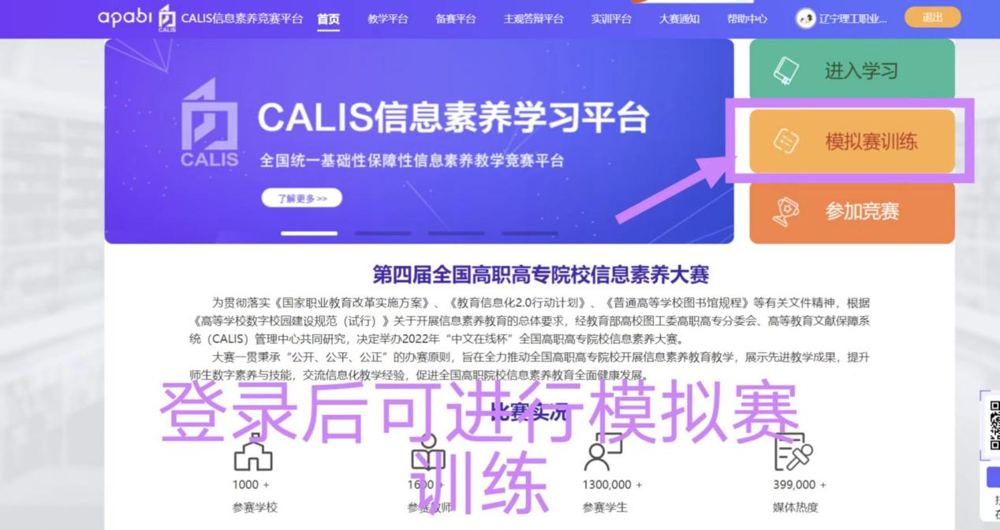 apabi
CALIS
CALIS信息素养竞赛平台
首页
教学平台
备赛平台
主观答辩平台
实训平台
大赛通知
帮助中心
辽宁理工职业...
退出
CALIS
CALIS信息素养学习平台
全国统一基础性保障性信息素养教学竞赛平台
了解更多>>
进入学习
模拟赛训练
参加竞赛
第四届全国高职高专院校信息素养大赛
为贯彻落实《国家职业教育改革实施方案》、《教育信息化2.0行动计划》、《普通高等学校图书馆规程》等有关文件精神，根据
《高等学校数字校园建设规范（试行）》关于开展信息素养教育的总体要求，经教育部高校图工委高职高专分委会、高等教育文献保障系
统（CALIS）管理中心共同研究，决定举办2022年“中文在线杯”全国高职高专院校信息素养大赛。
大赛一贯秉承“公开、公平、公正”的办赛原则，旨在全力推动全国高职高专院校开展信息素养教育教学，展示先进教学成果，提升
师生数字素养与技能，交流信息化教学经验，促进全国高职院校信息素养教育全面健康发展。
登录后可进行模拟赛
训练
比赛实况
1000 +
参赛学校
1600 +
参赛教师
1300,000 +
参赛学生
399,000 +
媒体热度